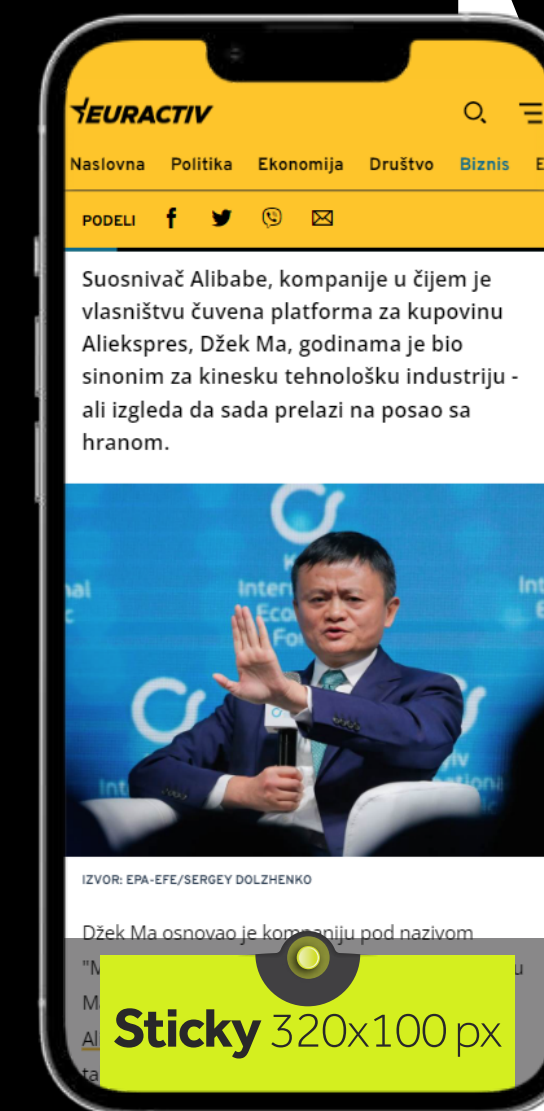 EURACTIV
Naslovna Politika Ekonomija Društvo Biznis E
PODELI
Suosnivač Alibabe, kompanije u čijem je
vlasništvu čuvena platforma za kupovinu
Aliekspres, Džek Ma, godinama je bio
sinonim za kinesku tehnološku industriju -
ali izgleda da sada prelazi na posao sa
hranom.
Int
IZVOR: EPA-EFE/SERGEY DOLZHENKO
Džek Ma osnovao je kompaniju pod nazivom
Sticky 320x100 px